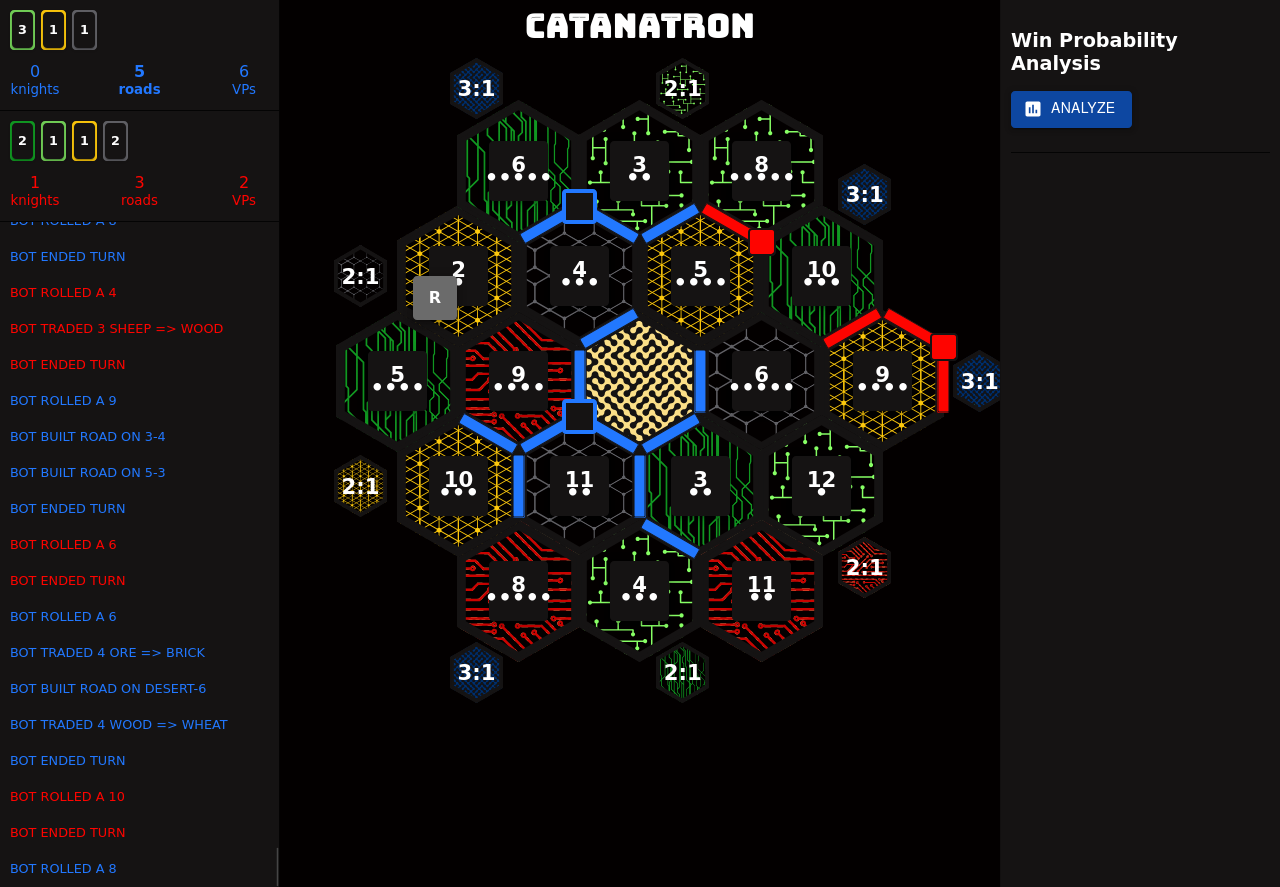 CATANATRON
3 1 1
0 5 6
knights roads VPs
2 1 1 2
1 3 2
knights roads VPs
BOT ENDED TURN
BOT ROLLED A 4
BOT TRADED 3 SHEEP => WOOD
BOT ENDED TURN
BOT ROLLED A 9
BOT BUILT ROAD ON 3-4
BOT BUILT ROAD ON 5-3
BOT ENDED TURN
BOT ROLLED A 6
BOT ENDED TURN
BOT ROLLED A 6
BOT TRADED 4 ORE => BRICK
BOT BUILT ROAD ON DESERT-6
BOT TRADED 4 WOOD => WHEAT
BOT ENDED TURN
BOT ROLLED A 10
BOT ENDED TURN
BOT ROLLED A 8
3:1 2:1
6 3 8
3:1
2:1 2 4 5 10
R
5 9 6 9 3:1
2:1 10 11 3 12
2:1
8 4 11
3:1 2:1
Win Probability
Analysis
ANALYZE